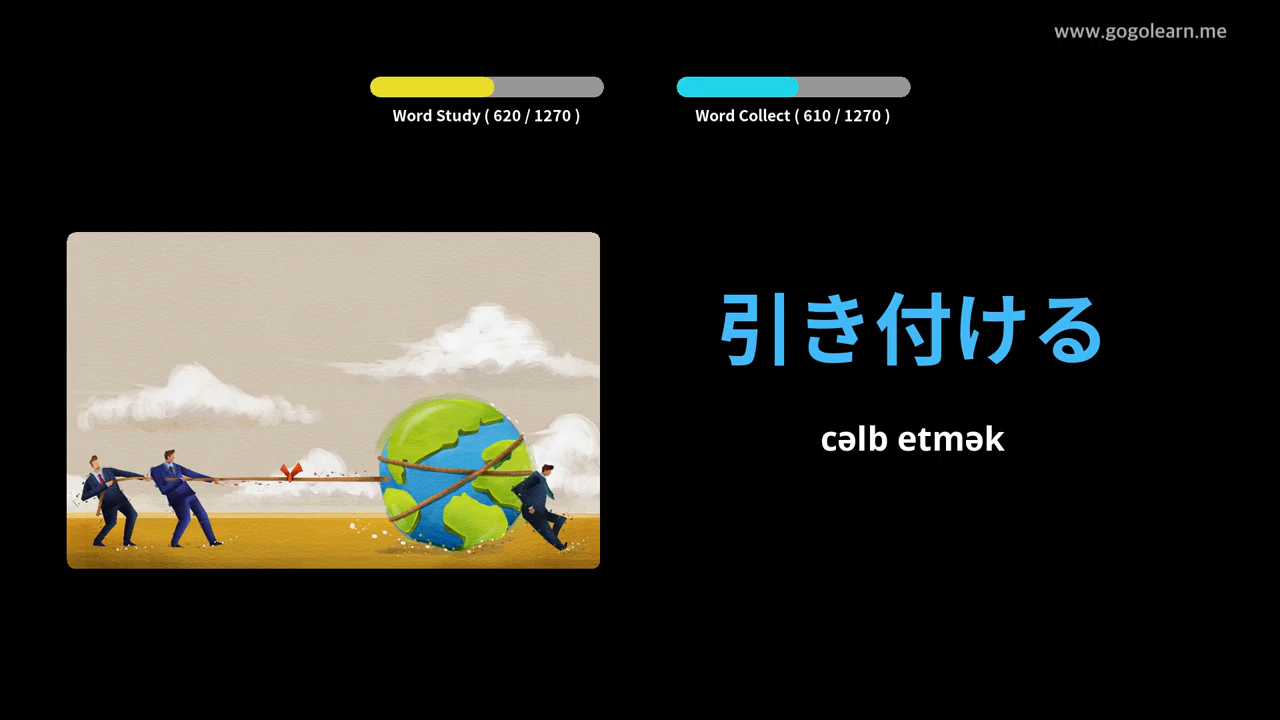 www.gogolearn.me
Word Study ( 620 / 1270 )
Word Collect ( 610 / 1270 )
引き付ける
cəlb etmək